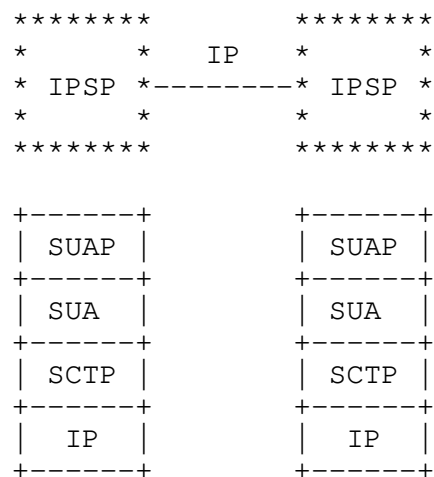 ********            ********
*      *     IP     *      *
* IPSP *------------* IPSP *
*      *            *      *
********            ********
+------+            +------+
| SUAP |            | SUAP |
+------+            +------+
| SUA  |            | SUA  |
+------+            +------+
| SCTP |            | SCTP |
+------+            +------+
|  IP  |            |  IP  |
+------+            +------+